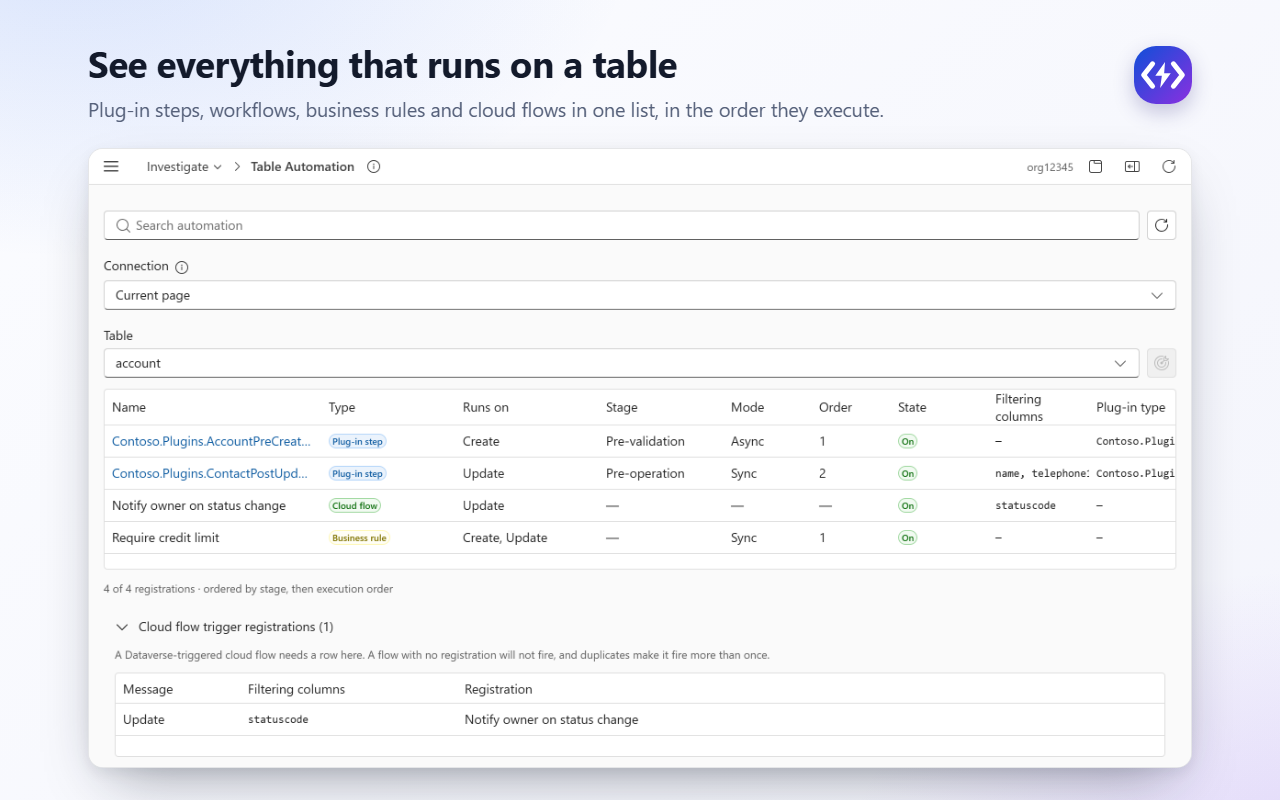 See everything that runs on a table
Plug-in steps, workflows, business rules and cloud flows in one list, in the order they execute.
Investigate > Table Automation org12345
Search automation
Connection
Current page
Table
account
Name Type Runs on Stage Mode Order State Filtering columns Plug-in type
Contoso.Plugins.AccountPreCreat... Plug-in step Create Pre-validation Async 1 On – Contoso.Plugi
Contoso.Plugins.ContactPostUpd... Plug-in step Update Pre-operation Sync 2 On name, telephone1 Contoso.Plugi
Notify owner on status change Cloud flow Update — — — On statuscode –
Require credit limit Business rule Create, Update — Sync 1 On – –
4 of 4 registrations · ordered by stage, then execution order
Cloud flow trigger registrations (1)
A Dataverse-triggered cloud flow needs a row here. A flow with no registration will not fire, and duplicates make it fire more than once.
Message Filtering columns Registration
Update statuscode Notify owner on status change